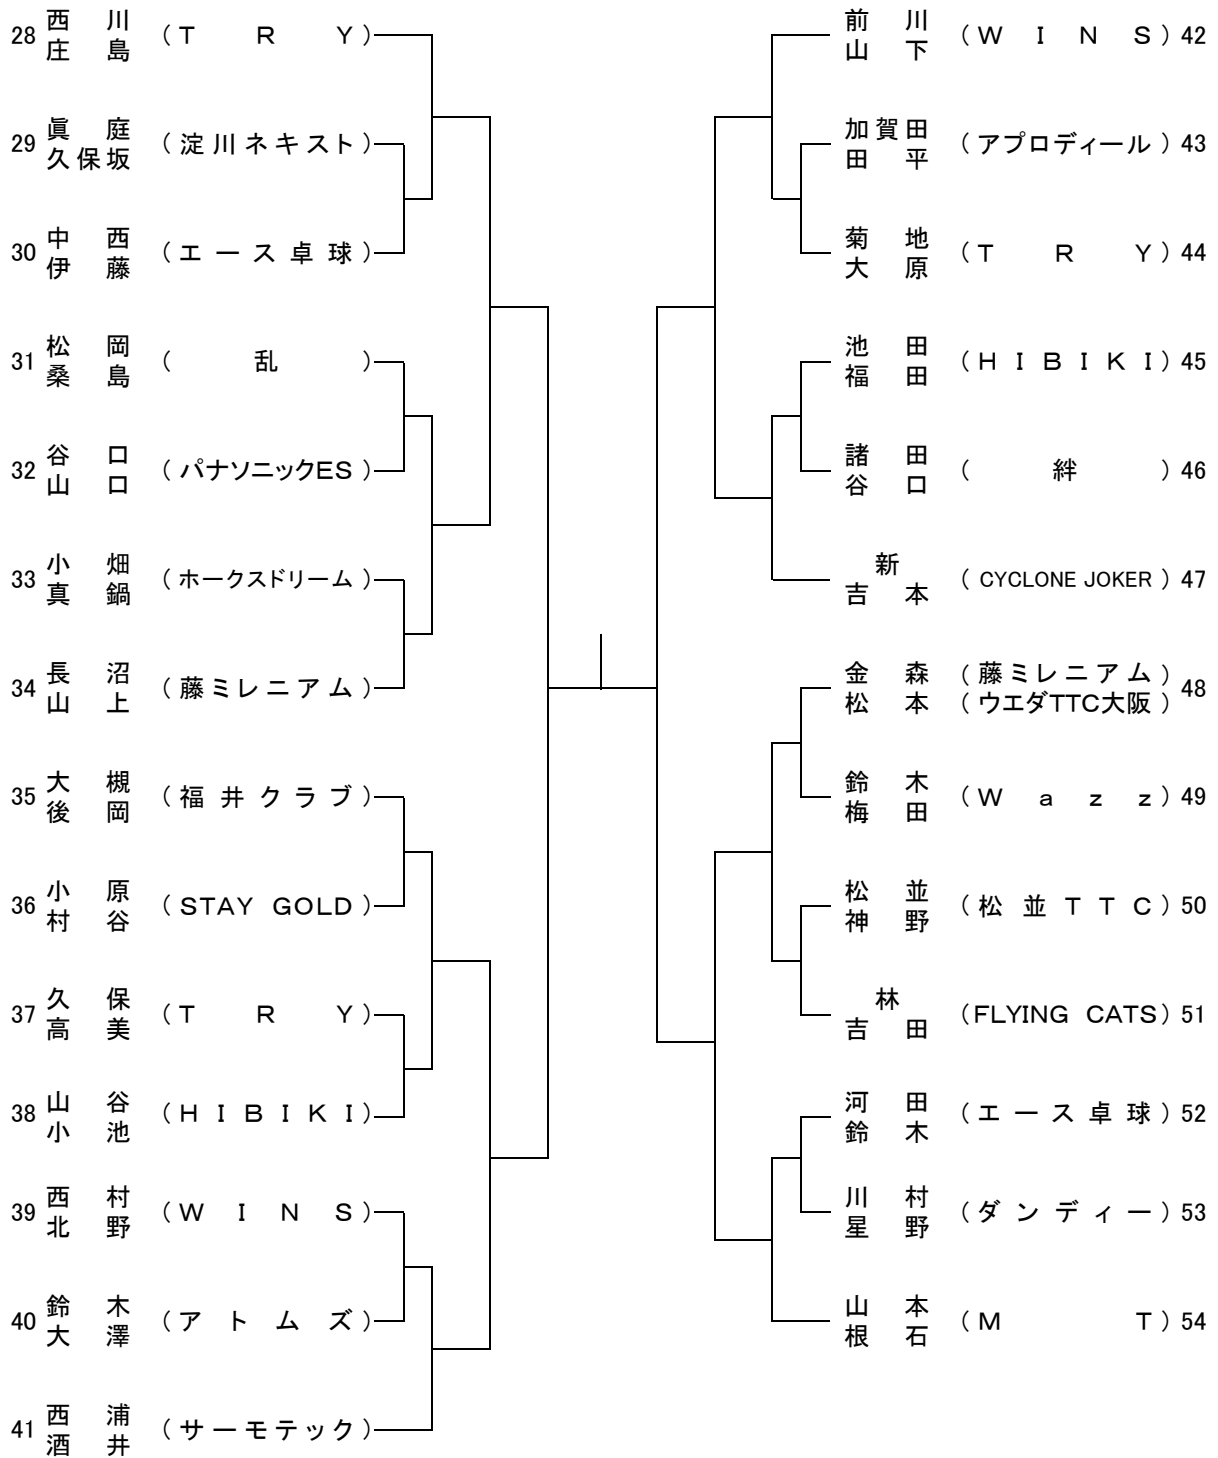 28 西川 庄島 (TRY)
29 眞庭 久保坂 (淀川ネキスト)
30 中西 伊藤 (エース卓球)
31 松岡 桑島 (乱)
32 谷口 山口 (パナソニックES)
33 小畑 真鍋 (ホークスドリーム)
34 長沼 山上 (藤ミレニアム)
35 大槻 後岡 (福井クラブ)
36 小原 村谷 (STAY GOLD)
37 久保 高美 (TRY)
38 山谷 小池 (HIBIKI)
39 西村 北野 (WINS)
40 鈴木 大澤 (アトムズ)
41 西浦 酒井 (サーモテック)
前川 山下 (WINS) 42
加賀田 田平 (アプロディール) 43
菊地 大原 (TRY) 44
池田 福田 (HIBIKI) 45
諸田 谷口 (絆) 46
新 吉本 (CYCLONE JOKER) 47
金森 松本 (藤ミレニアム) (ウエダTTC大阪) 48
鈴木 梅田 (Wazz) 49
松並 神野 (松並TTC) 50
林 吉田 (FLYING CATS) 51
河田 鈴木 (エース卓球) 52
川村 星野 (ダンディー) 53
山本 根石 (MT) 54